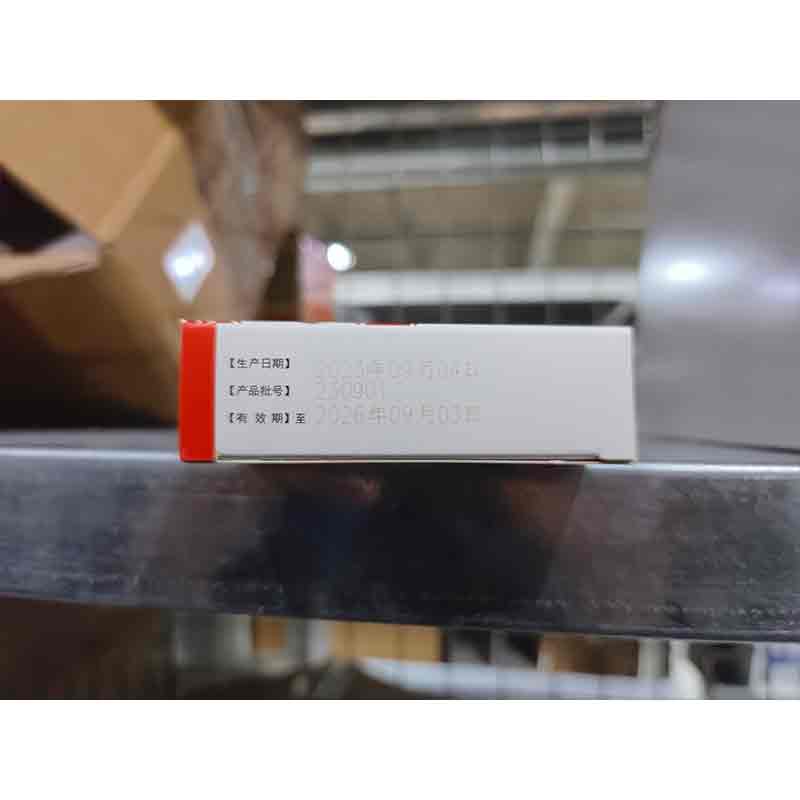 【生产日期】 2023年09月04日
【产品批号】 230901
【有 效 期】至 2026年09月03日